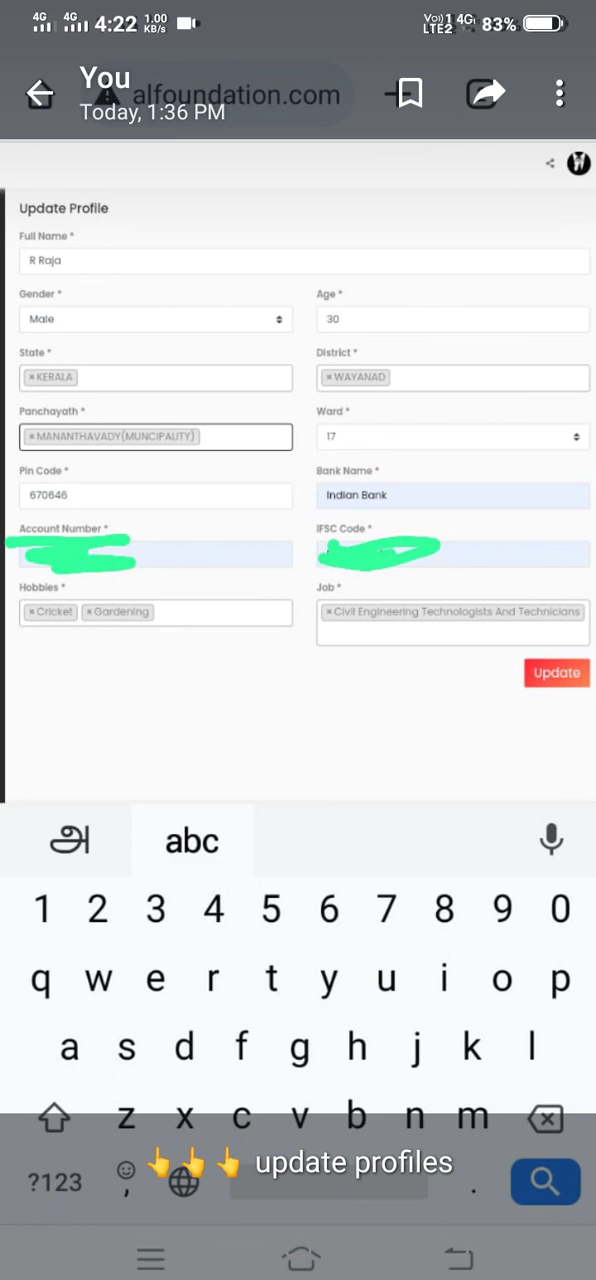 4G 4G 4:22 1.00 KB/s
Vo)) 1 4G LTE2 83%
You
alfoundation.com
Today, 1:36 PM
Update Profile
Full Name *
R Raja
Gender * Age *
Male 30
State * District *
× KERALA × WAYANAD
Panchayath * Ward *
× MANANTHAVADY(MUNCIPALITY) 17
Pin Code * Bank Name *
670646 Indian Bank
Account Number * IFSC Code *
Hobbies * Job *
× Cricket × Gardening × Civil Engineering Technologists And Technicians
Update
அ abc
1 2 3 4 5 6 7 8 9 0
q w e r t y u i o p
a s d f g h j k l
z x c v b n m
👆👆👆 update profiles
?123 , .